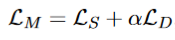 𝓛_M = 𝓛_S + α𝓛_D